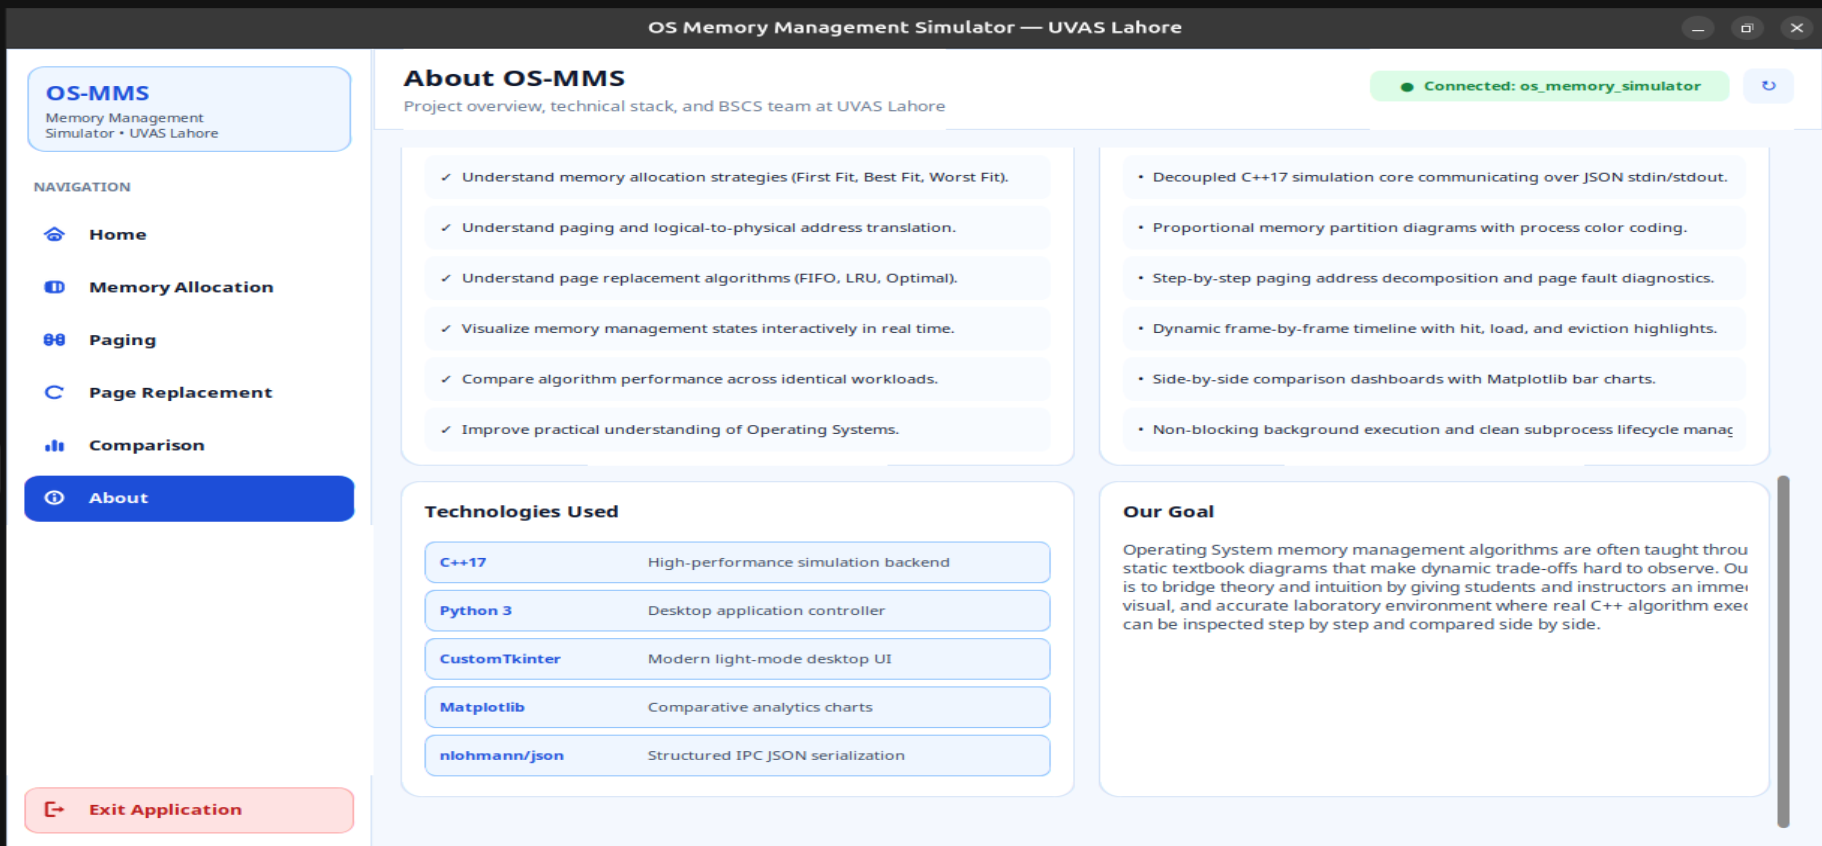 OS Memory Management Simulator — UVAS Lahore
OS-MMS
Memory Management
Simulator • UVAS Lahore
NAVIGATION
Home
Memory Allocation
Paging
Page Replacement
Comparison
About
Exit Application
About OS-MMS
Project overview, technical stack, and BSCS team at UVAS Lahore
● Connected: os_memory_simulator
✓ Understand memory allocation strategies (First Fit, Best Fit, Worst Fit).
✓ Understand paging and logical-to-physical address translation.
✓ Understand page replacement algorithms (FIFO, LRU, Optimal).
✓ Visualize memory management states interactively in real time.
✓ Compare algorithm performance across identical workloads.
✓ Improve practical understanding of Operating Systems.
• Decoupled C++17 simulation core communicating over JSON stdin/stdout.
• Proportional memory partition diagrams with process color coding.
• Step-by-step paging address decomposition and page fault diagnostics.
• Dynamic frame-by-frame timeline with hit, load, and eviction highlights.
• Side-by-side comparison dashboards with Matplotlib bar charts.
• Non-blocking background execution and clean subprocess lifecycle manag
Technologies Used
C++17 High-performance simulation backend
Python 3 Desktop application controller
CustomTkinter Modern light-mode desktop UI
Matplotlib Comparative analytics charts
nlohmann/json Structured IPC JSON serialization
Our Goal
Operating System memory management algorithms are often taught throu
static textbook diagrams that make dynamic trade-offs hard to observe. Ou
is to bridge theory and intuition by giving students and instructors an immed
visual, and accurate laboratory environment where real C++ algorithm exec
can be inspected step by step and compared side by side.